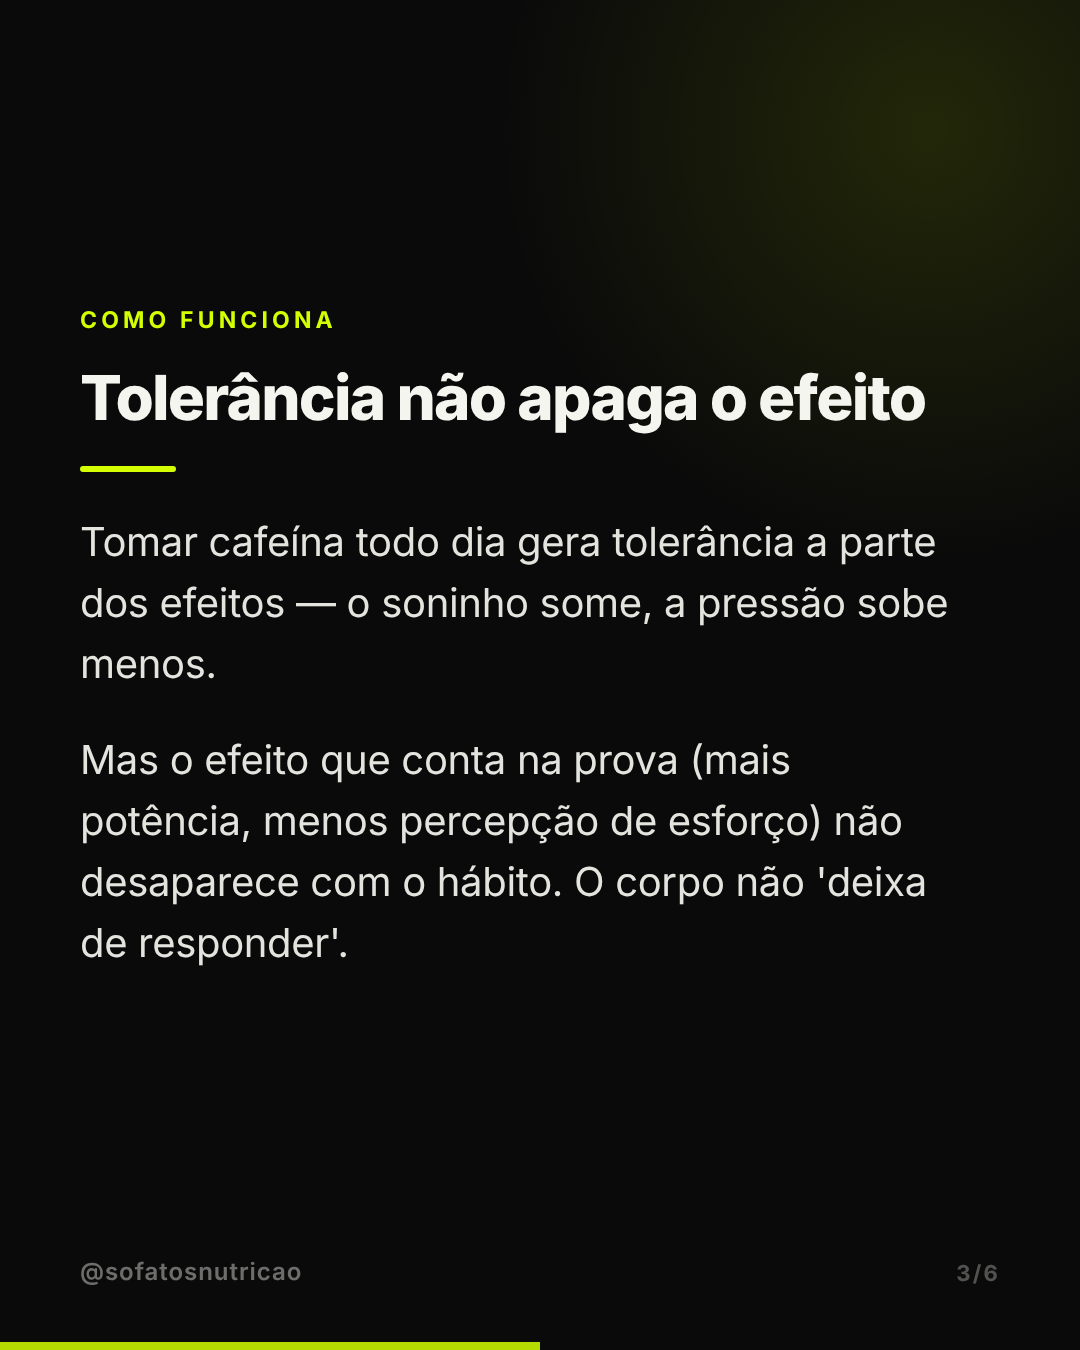 COMO FUNCIONA
Tolerância não apaga o efeito
Tomar cafeína todo dia gera tolerância a parte
dos efeitos — o soninho some, a pressão sobe
menos.
Mas o efeito que conta na prova (mais
potência, menos percepção de esforço) não
desaparece com o hábito. O corpo não 'deixa
de responder'.
@sofatosnutricao
3/6